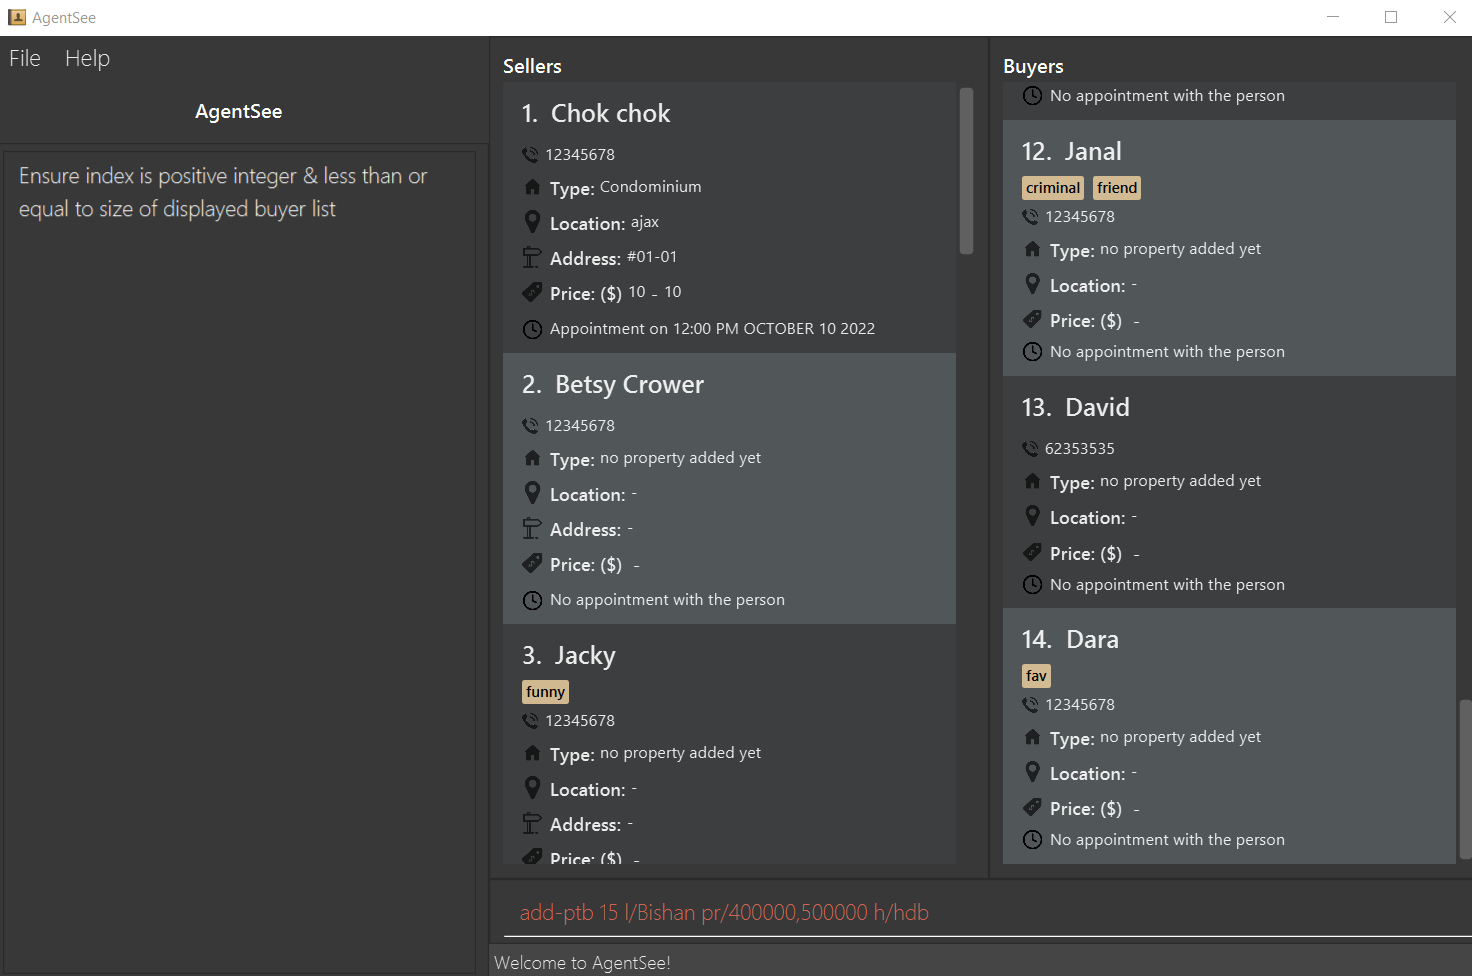 AgentSee
File Help
AgentSee
Ensure index is positive integer & less than or
equal to size of displayed buyer list
Sellers
1. Chok chok
12345678
Type: Condominium
Location: ajax
Address: #01-01
Price: ($) 10 - 10
Appointment on 12:00 PM OCTOBER 10 2022
2. Betsy Crower
12345678
Type: no property added yet
Location: -
Address: -
Price: ($) -
No appointment with the person
3. Jacky
funny
12345678
Type: no property added yet
Location: -
Address: -
Price: ($) -
Buyers
No appointment with the person
12. Janal
criminal friend
12345678
Type: no property added yet
Location: -
Price: ($) -
No appointment with the person
13. David
62353535
Type: no property added yet
Location: -
Price: ($) -
No appointment with the person
14. Dara
fav
12345678
Type: no property added yet
Location: -
Price: ($) -
No appointment with the person
add-ptb 15 l/Bishan pr/400000,500000 h/hdb
Welcome to AgentSee!